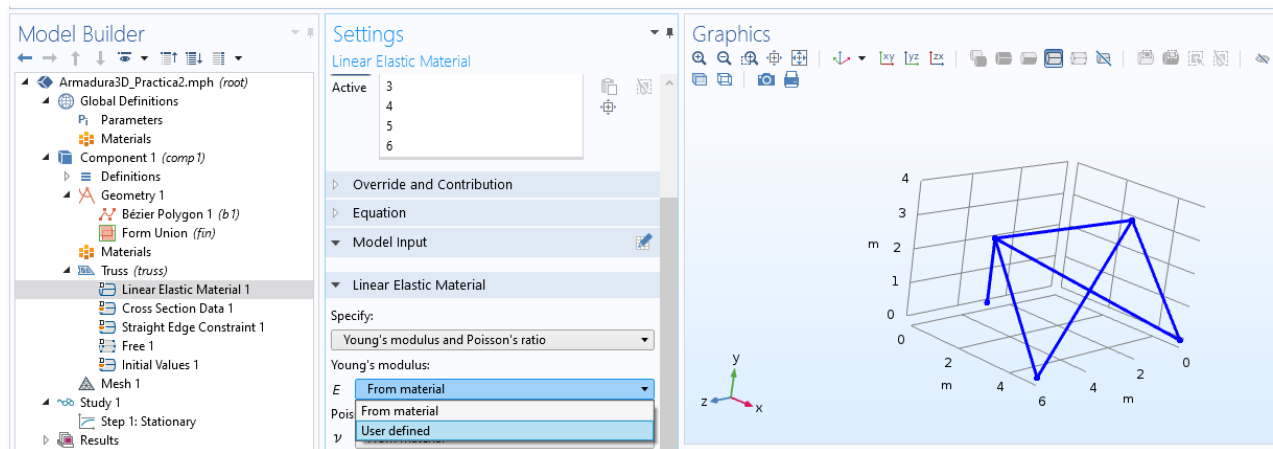 Model Builder
Armadura3D_Practica2.mph (root)
Global Definitions
Pi Parameters
Materials
Component 1 (comp1)
Definitions
Geometry 1
Bézier Polygon 1 (b1)
Form Union (fin)
Materials
Truss (truss)
Linear Elastic Material 1
Cross Section Data 1
Straight Edge Constraint 1
Free 1
Initial Values 1
Mesh 1
Study 1
Step 1: Stationary
Results
Settings
Linear Elastic Material
Active
3
4
5
6
Override and Contribution
Equation
Model Input
Linear Elastic Material
Specify:
Young's modulus and Poisson's ratio
Young's modulus:
E From material
From material
User defined
ν
Graphics
xy yz zx
4
3
m 2
1
0
0
2
m
4
6
4
m
2
0
y
z
x